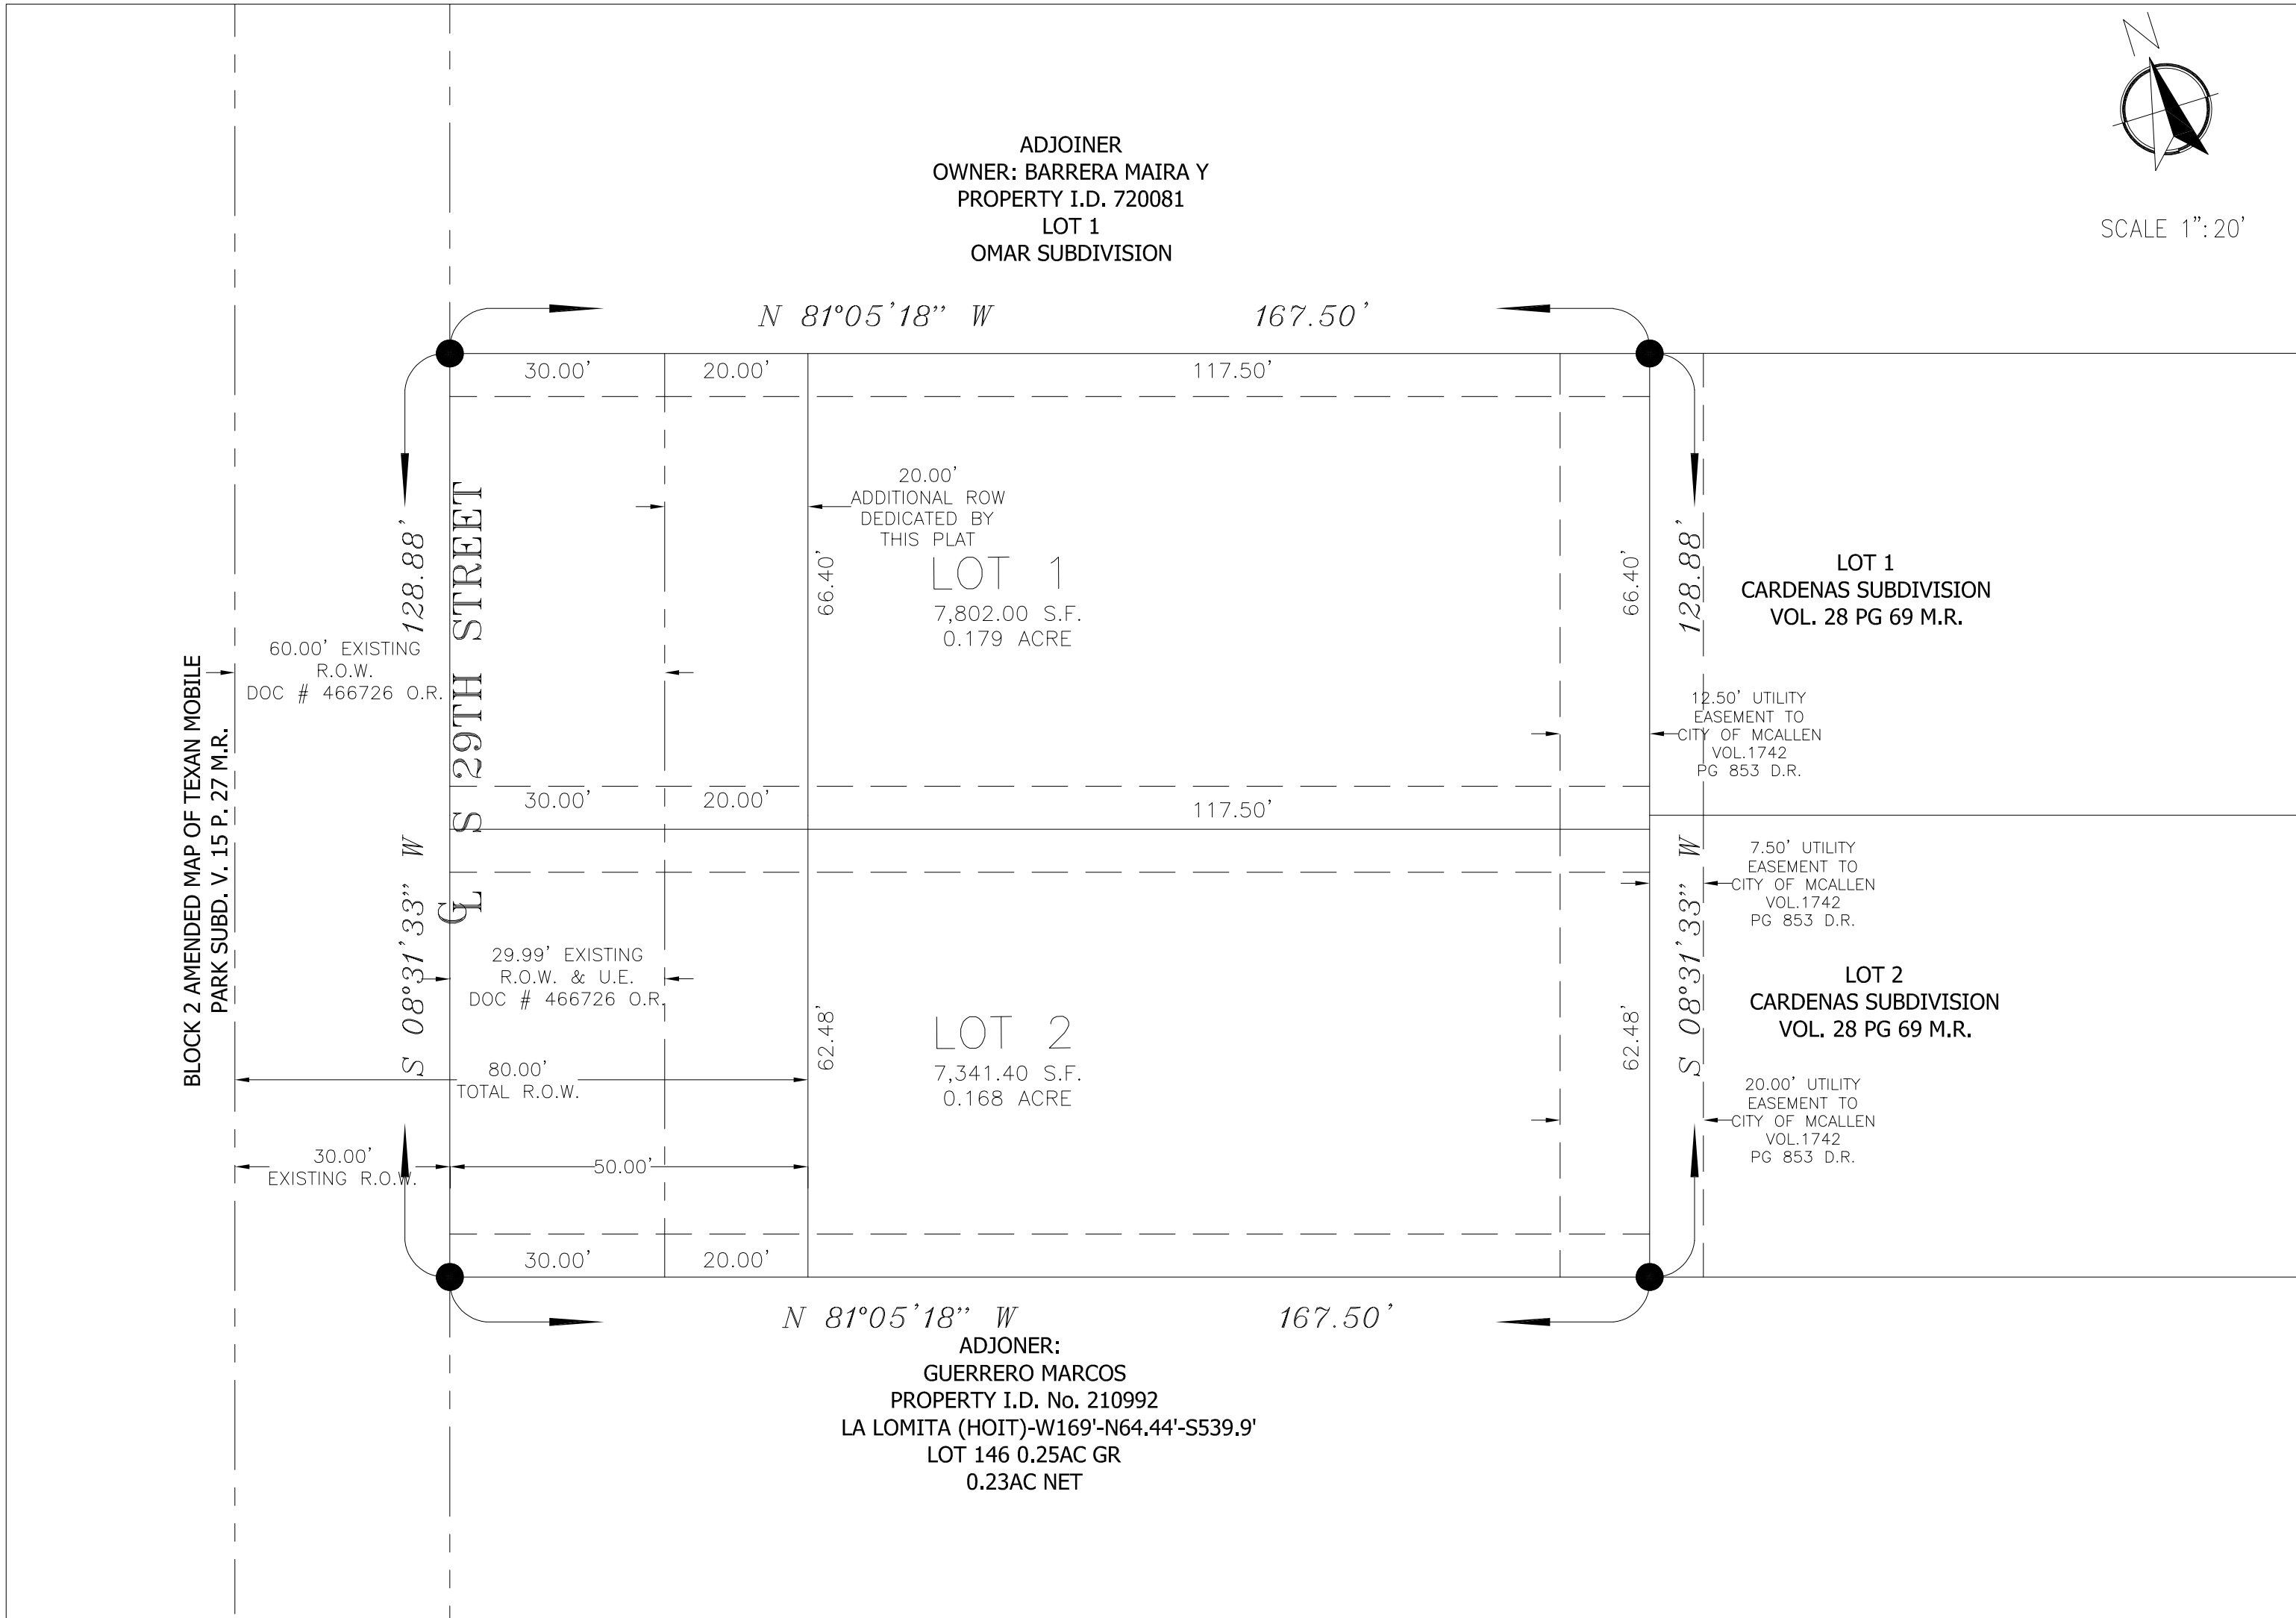 N
SCALE 1”:20’
ADJOINER
OWNER: BARRERA MAIRA Y
PROPERTY I.D. 720081
LOT 1
OMAR SUBDIVISION
N 81°05’18” W
167.50’
30.00’
20.00’
117.50’
20.00’
ADDITIONAL ROW
DEDICATED BY
THIS PLAT
LOT 1
7,802.00 S.F.
0.179 ACRE
66.40’
66.40’
128.88’
S 08°31’33” W
128.88’
S 08°31’33” W
CL S 29TH STREET
60.00’ EXISTING
R.O.W.
DOC # 466726 O.R.
BLOCK 2 AMENDED MAP OF TEXAN MOBILE
PARK SUBD. V. 15 P. 27 M.R.
LOT 1
CARDENAS SUBDIVISION
VOL. 28 PG 69 M.R.
12.50’ UTILITY
EASEMENT TO
CITY OF MCALLEN
VOL.1742
PG 853 D.R.
30.00’
20.00’
117.50’
7.50’ UTILITY
EASEMENT TO
CITY OF MCALLEN
VOL.1742
PG 853 D.R.
29.99’ EXISTING
R.O.W. & U.E.
DOC # 466726 O.R.
LOT 2
7,341.40 S.F.
0.168 ACRE
62.48’
62.48’
LOT 2
CARDENAS SUBDIVISION
VOL. 28 PG 69 M.R.
80.00’
TOTAL R.O.W.
20.00’ UTILITY
EASEMENT TO
CITY OF MCALLEN
VOL.1742
PG 853 D.R.
30.00’
EXISTING R.O.W.
50.00’
30.00’
20.00’
N 81°05’18” W
167.50’
ADJONER:
GUERRERO MARCOS
PROPERTY I.D. No. 210992
LA LOMITA (HOIT)-W169'-N64.44'-S539.9'
LOT 146 0.25AC GR
0.23AC NET